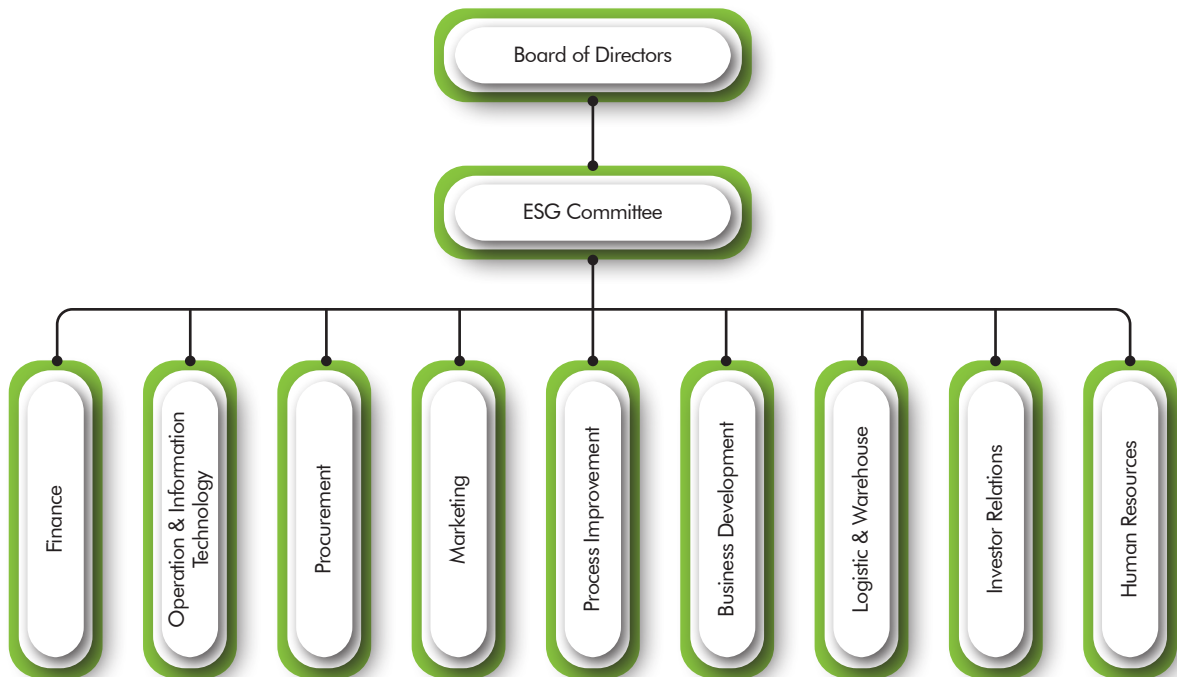 Board of Directors
ESG Committee
Finance
Operation & Information
Technology
Procurement
Marketing
Process Improvement
Business Development
Logistic & Warehouse
Investor Relations
Human Resources